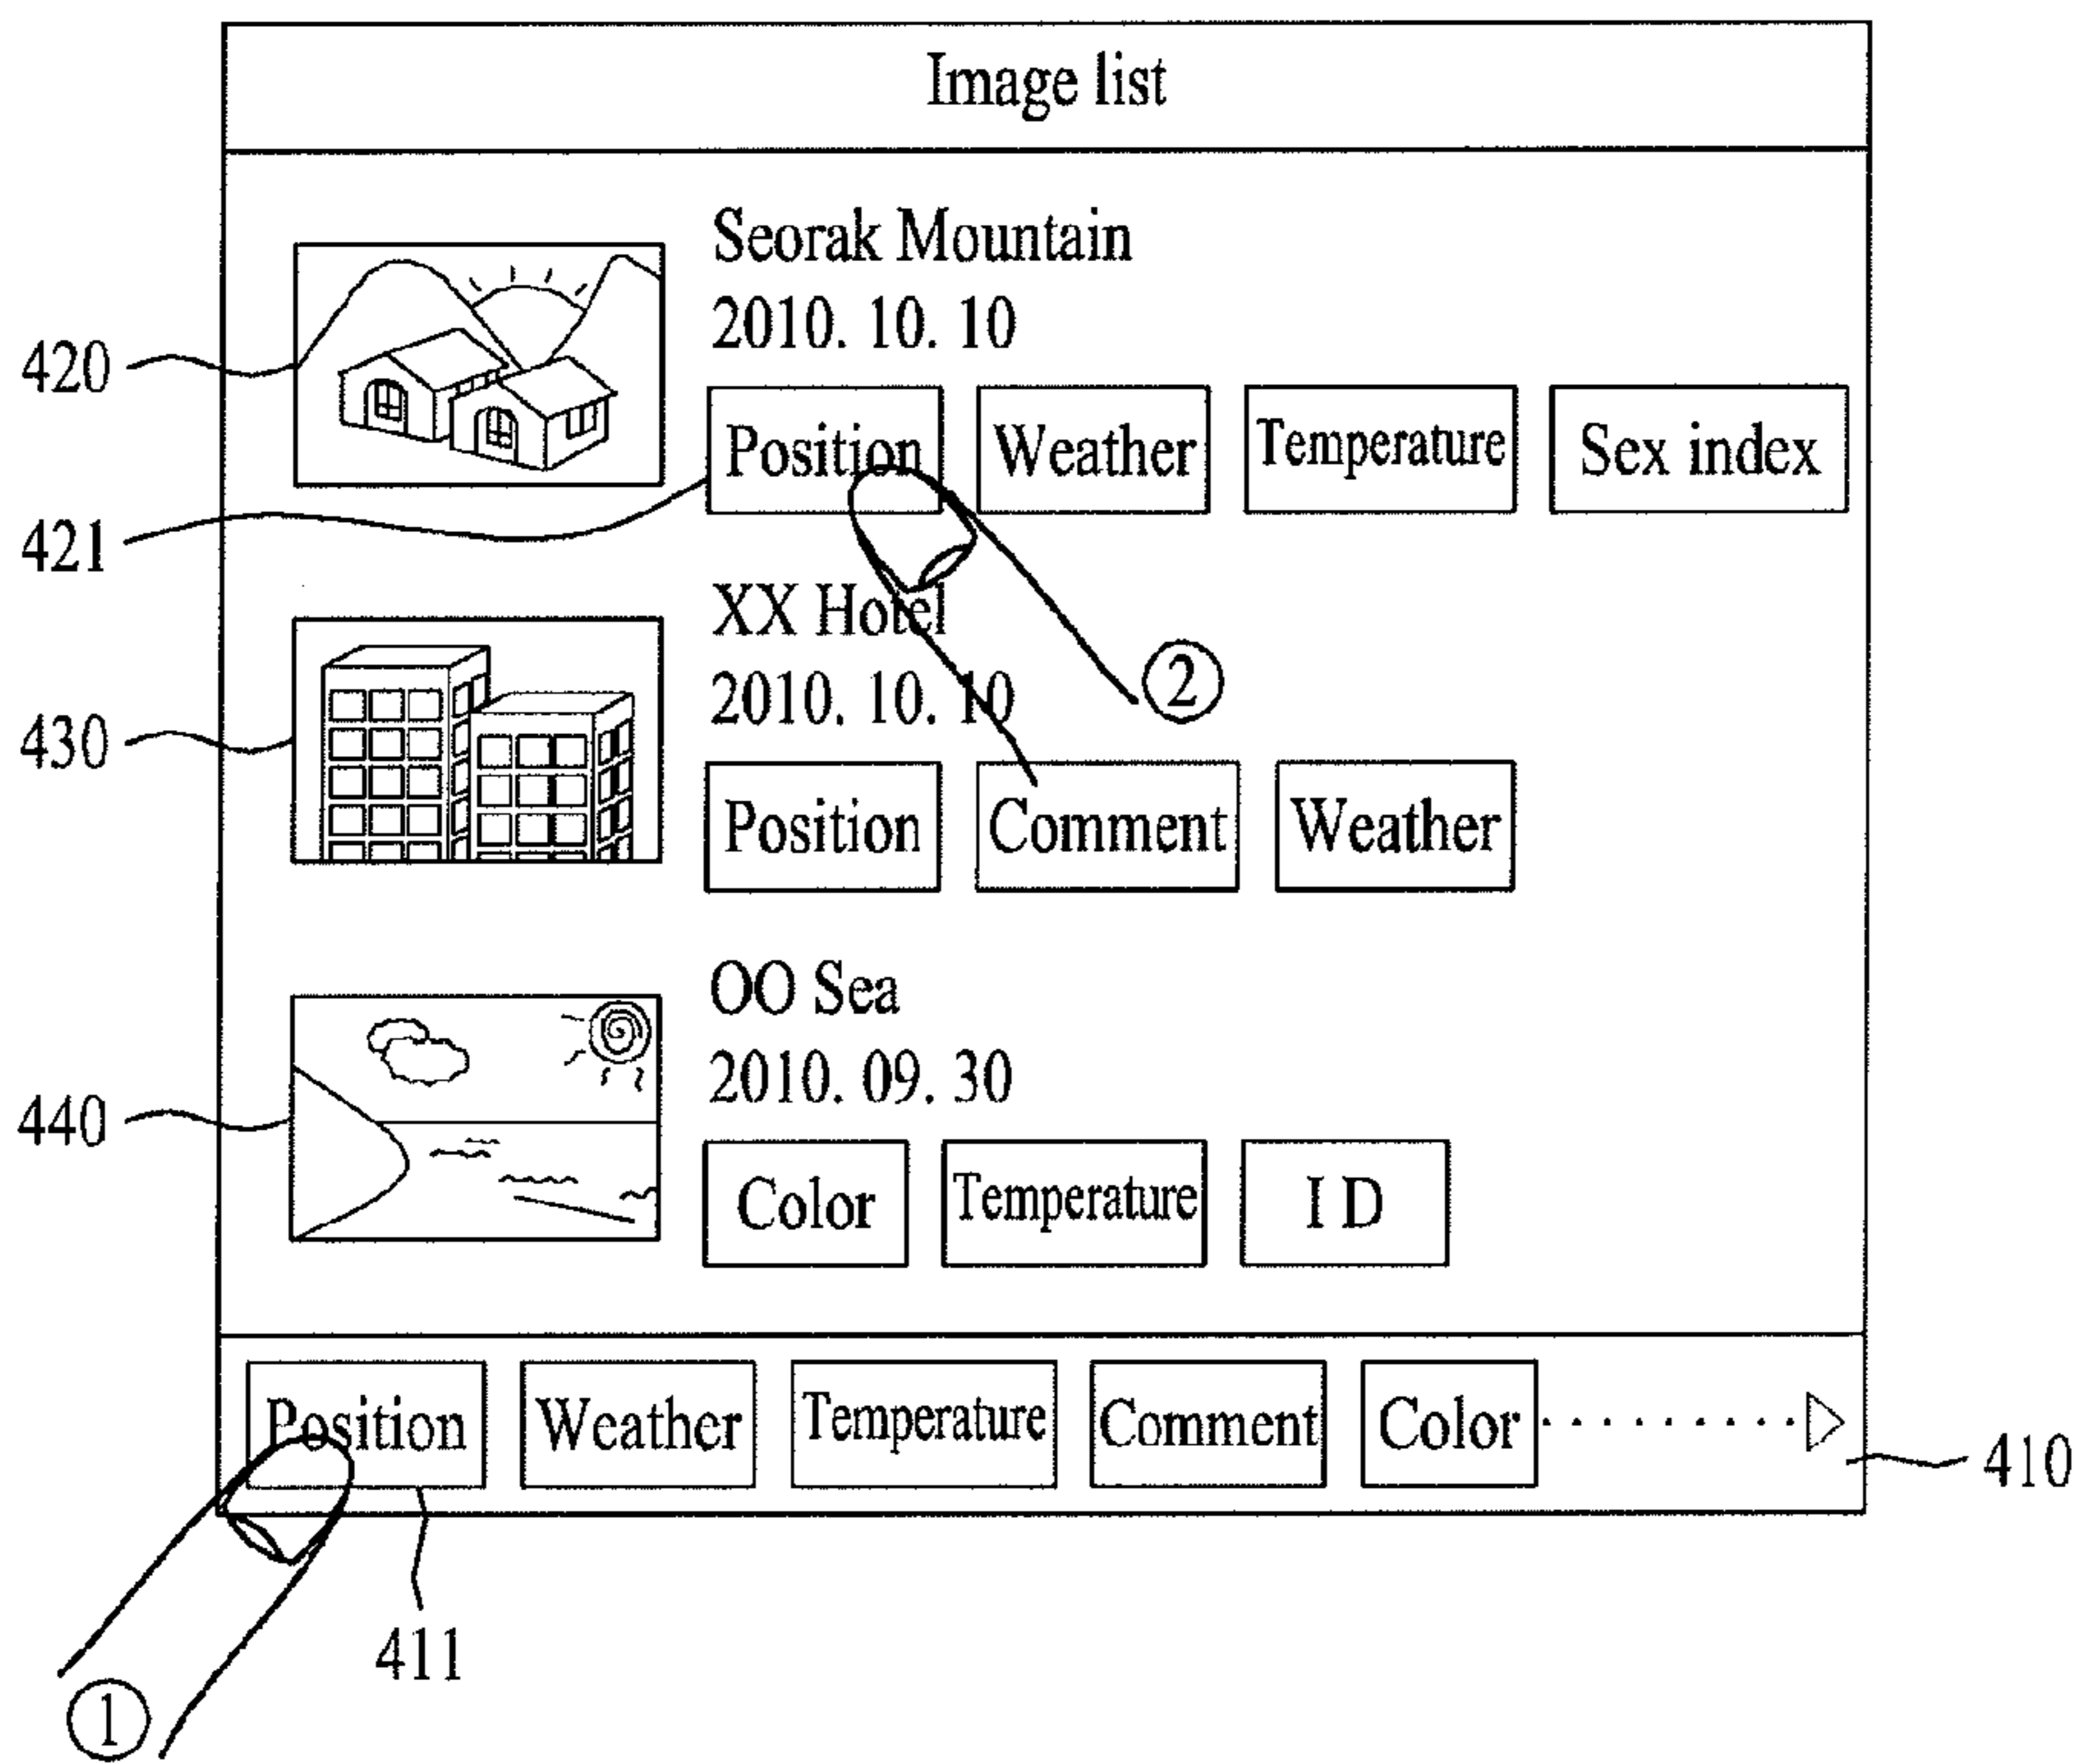 Image list
Seorak Mountain
2010. 10. 10
420
Position Weather Temperature Sex index
421
XX Hotel
2010. 10. 10
②
430
Position Comment Weather
OO Sea
2010. 09. 30
440
Color Temperature I D
Position Weather Temperature Comment Color
410
411
①